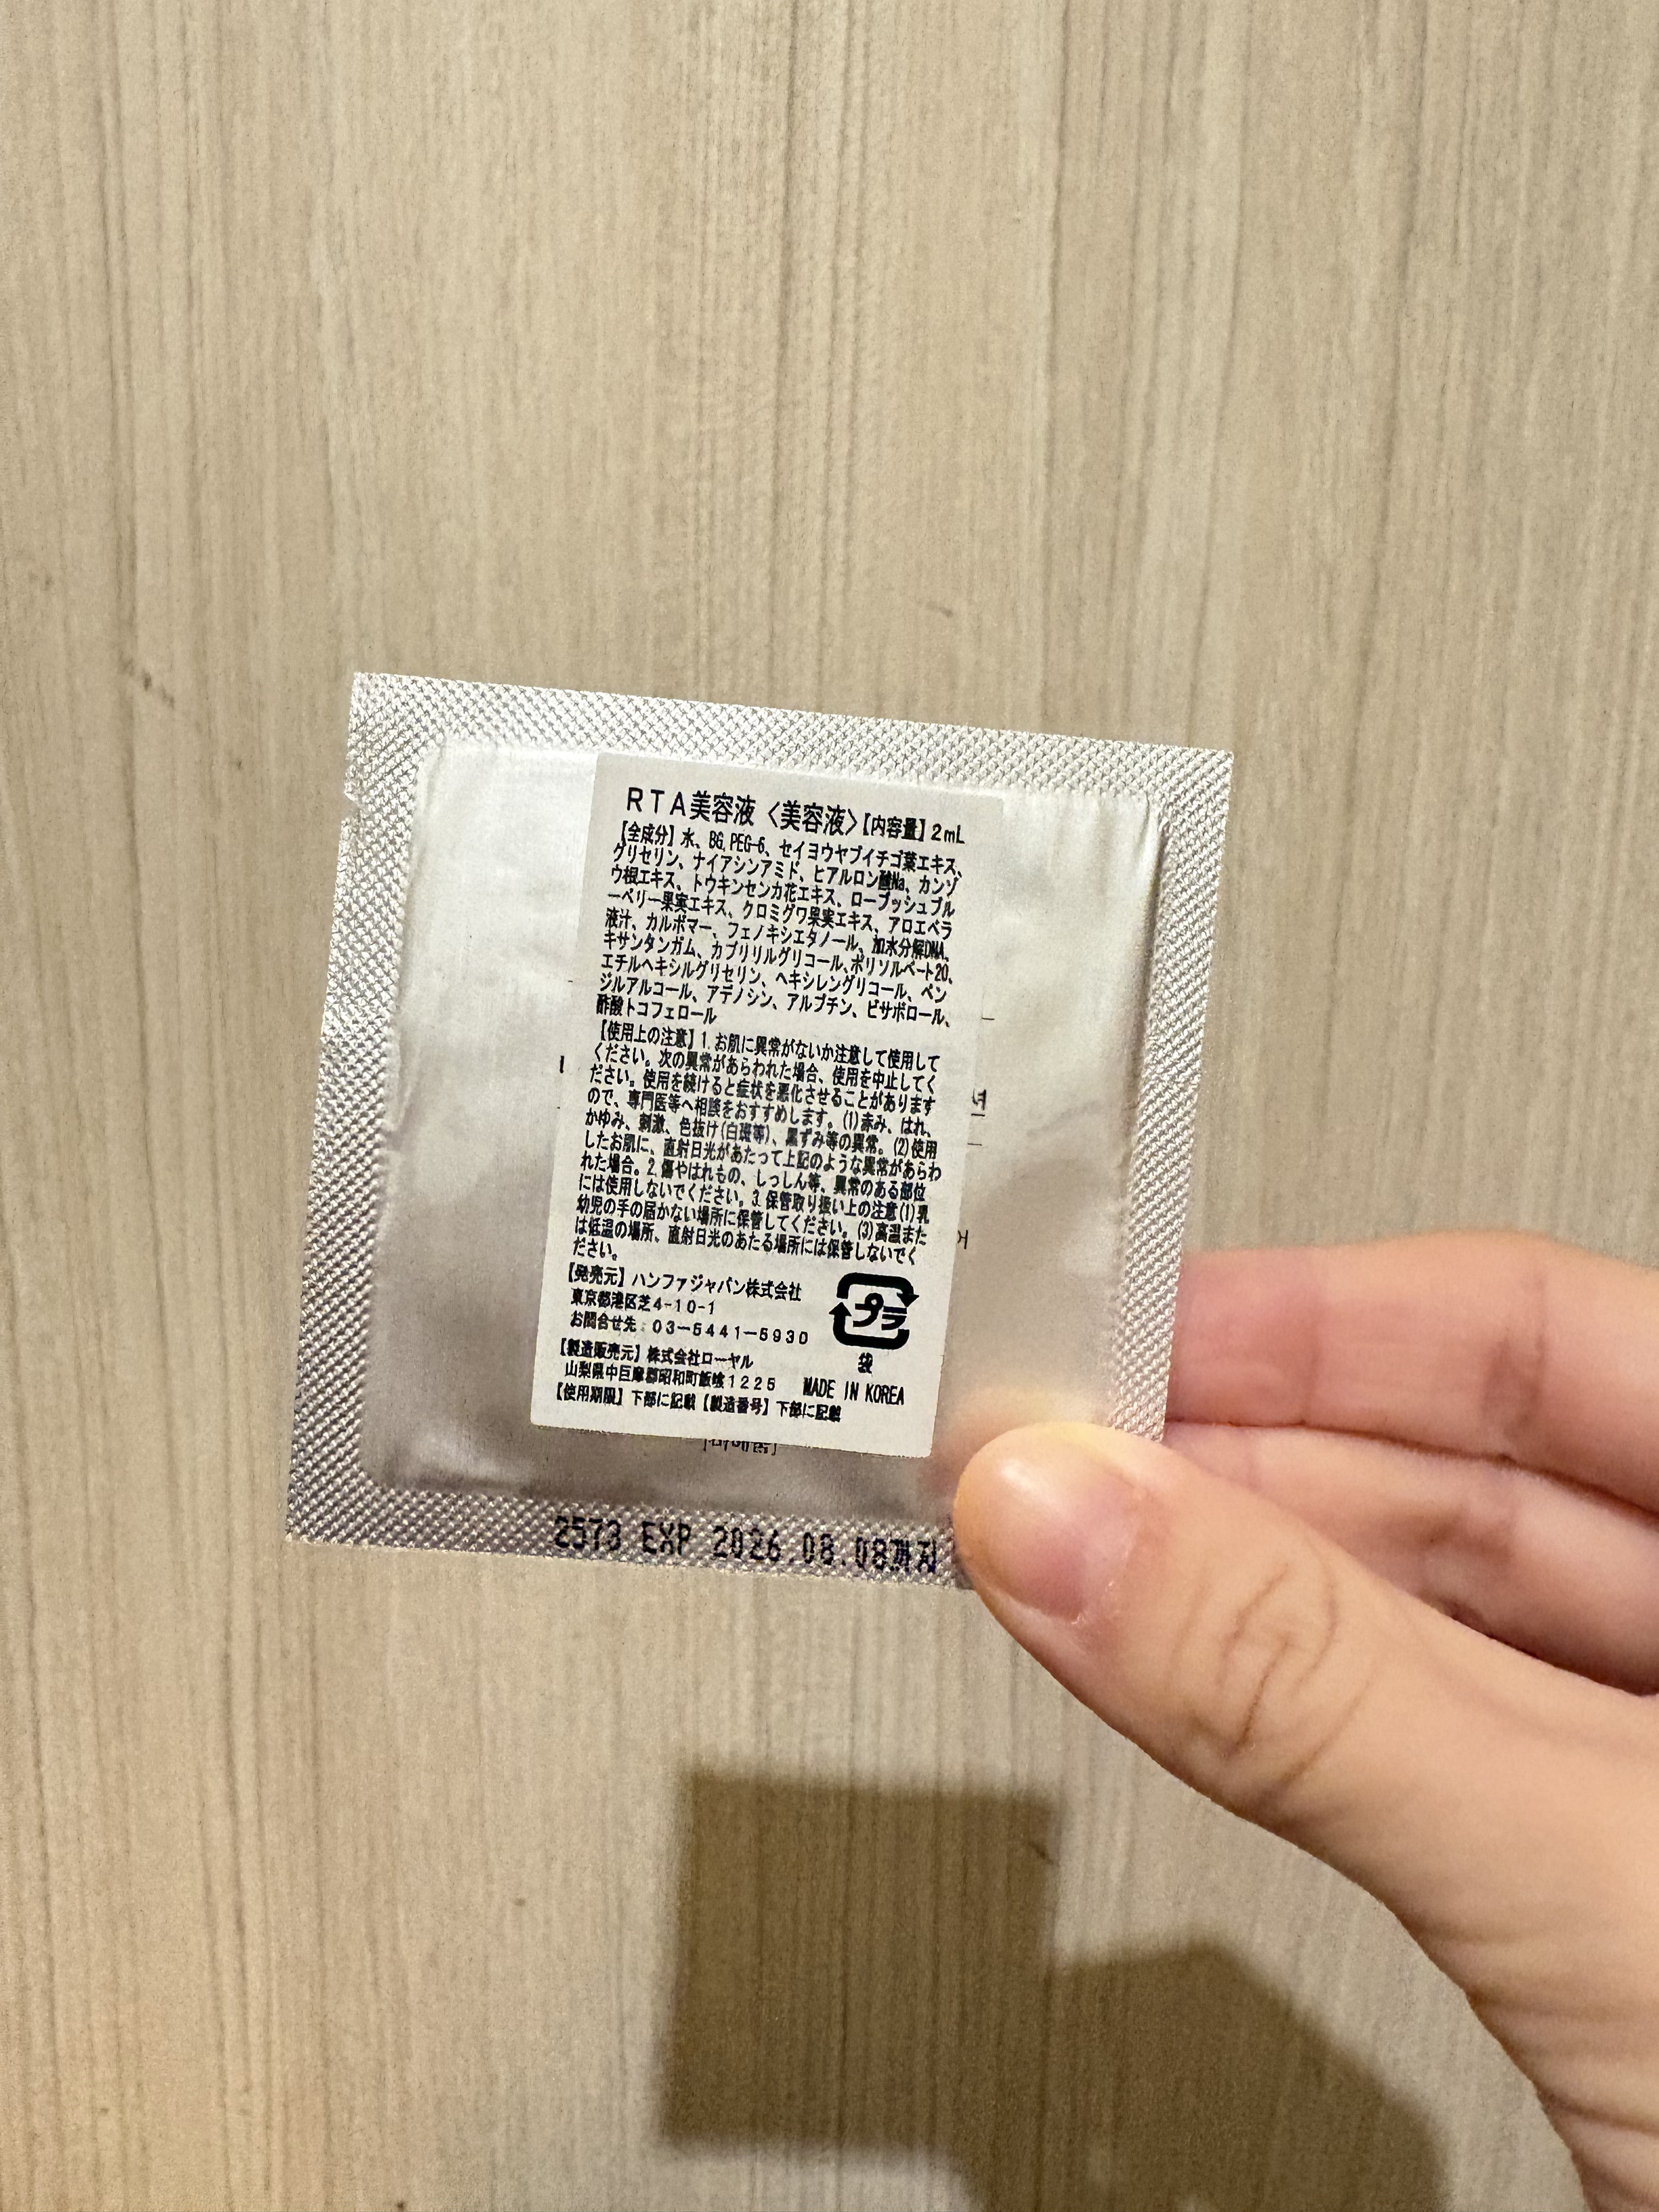 RTA美容液〈美容液〉【内容量】2mL
【全成分】水、BG、PEG-6、セイヨウヤブイチゴ葉エキス、
グリセリン、ナイアシンアミド、ヒアルロン酸Na、カンゾ
ウ根エキス、トウキンセンカ花エキス、ローブッシュブル
ーベリー果実エキス、クロミグワ果実エキス、アロエベラ
液汁、カルボマー、フェノキシエタノール、加水分解DNA、
キサンタンガム、カプリリルグリコール、ポリソルベート20、
エチルヘキシルグリセリン、ヘキシレングリコール、ベン
ジルアルコール、アデノシン、アルブチン、ビサボロール、
酢酸トコフェロール
【使用上の注意】1.お肌に異常がないか注意して使用して
ください。次の異常があらわれた場合、使用を中止してく
ださい。使用を続けると症状を悪化させることがあります
ので、専門医等へ相談をおすすめします。(1)赤み、はれ、
かゆみ、刺激、色抜け(白斑等)、黒ずみ等の異常。(2)使用
したお肌に、直射日光があたって上記のような異常があらわ
れた場合。2.傷やはれもの、しっしん等、異常のある部位
には使用しないでください。3.保管取り扱い上の注意(1)乳
幼児の手の届かない場所に保管してください。(3)高温また
は低温の場所、直射日光のあたる場所には保管しないでく
ださい。
【発売元】ハンファジャパン株式会社
東京都港区芝4-10-1
お問合せ先：03-5441-5930
プラ
袋
【製造販売元】株式会社ローヤル
山梨県中巨摩郡昭和町飯喰1225
MADE IN KOREA
【使用期限】下部に記載【製造番号】下部に記載
2573 EXP 2026.08.08까지